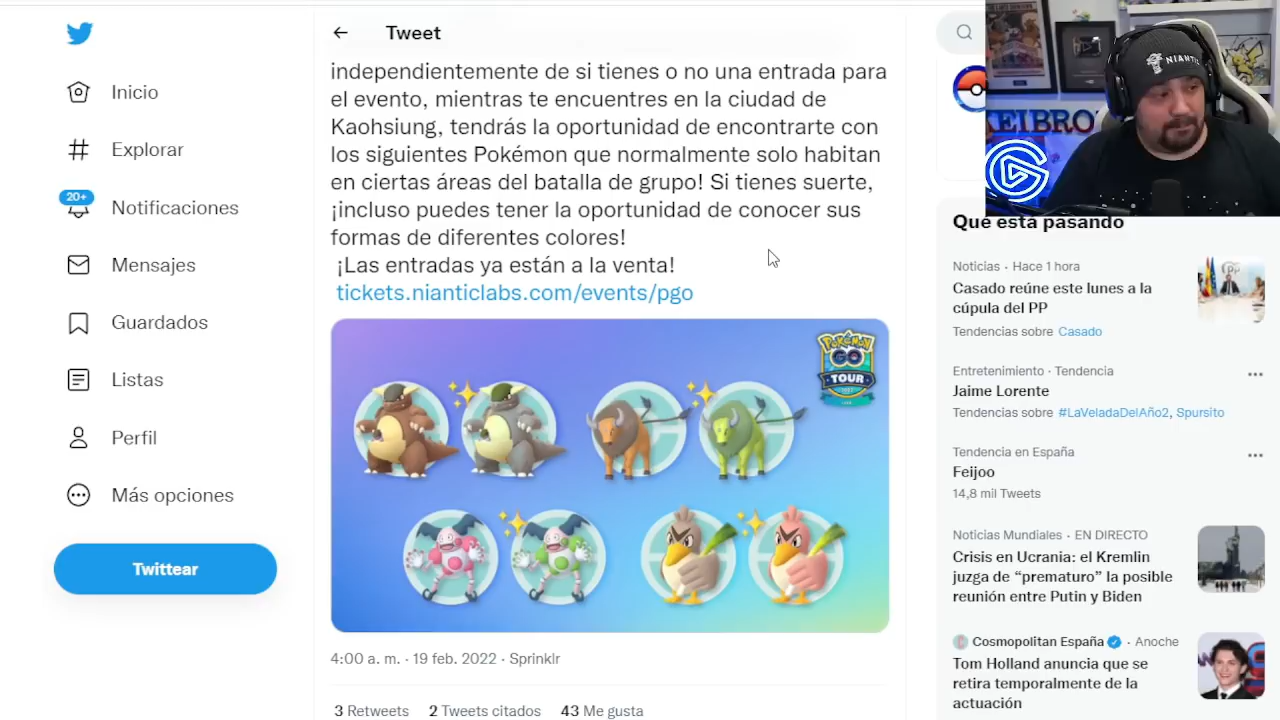 Tweet
Inicio
Explorar
20+
Notificaciones
Mensajes
Guardados
Listas
Perfil
Más opciones
Twittear
independientemente de si tienes o no una entrada para
el evento, mientras te encuentres en la ciudad de
Kaohsiung, tendrás la oportunidad de encontrarte con
los siguientes Pokémon que normalmente solo habitan
en ciertas áreas del batalla de grupo! Si tienes suerte,
¡incluso puedes tener la oportunidad de conocer sus
formas de diferentes colores!
¡Las entradas ya están a la venta!
tickets.nianticlabs.com/events/pgo
Pokémon
GO
TOUR
4:00 a. m. · 19 feb. 2022 · Sprinklr
3 Retweets 2 Tweets citados 43 Me gusta
NIANTIC
KEIBRO
Qué está pasando
Noticias · Hace 1 hora
Casado reúne este lunes a la
cúpula del PP
Tendencias sobre Casado
Entretenimiento · Tendencia
Jaime Lorente
Tendencias sobre #LaVeladaDelAño2, Spursito
Tendencia en España
Feijoo
14,8 mil Tweets
Noticias Mundiales · EN DIRECTO
Crisis en Ucrania: el Kremlin
juzga de “prematuro” la posible
reunión entre Putin y Biden
Cosmopolitan España · Anoche
Tom Holland anuncia que se
retira temporalmente de la
actuación